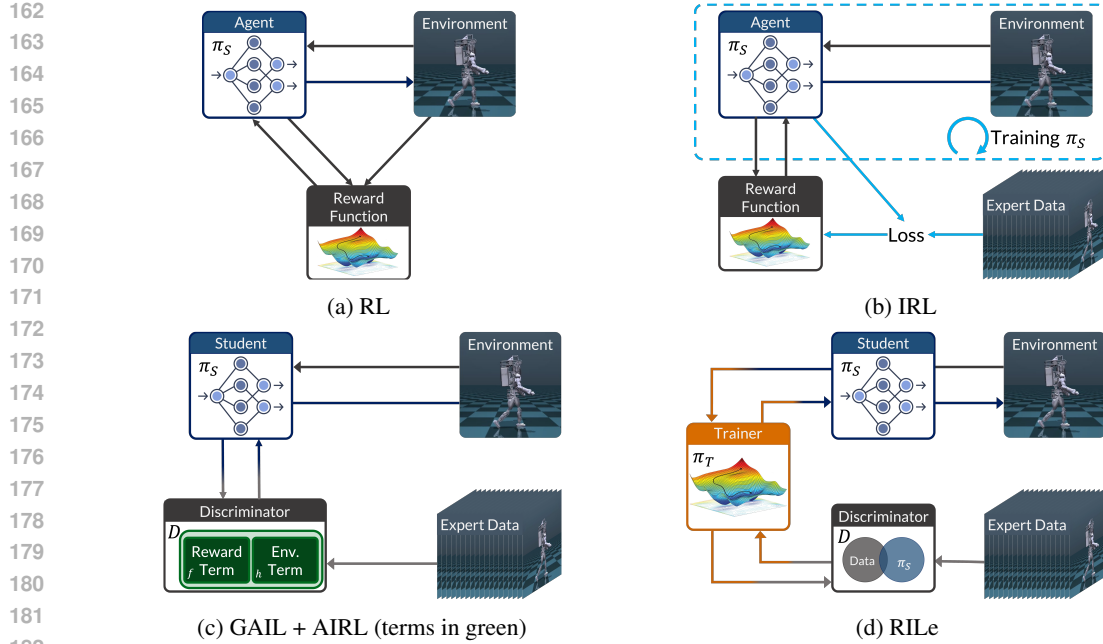 162
163
164
165
166
167
168
169
170
171
172
173
174
175
176
177
178
179
180
181
Agent
π_S
Environment
Reward
Function
(a) RL
Agent
π_S
Environment
Training π_S
Reward
Function
Loss
Expert Data
(b) IRL
Student
π_S
Environment
Discriminator
D
Reward
Term
f
Env.
Term
h
Expert Data
(c) GAIL + AIRL (terms in green)
Student
π_S
Environment
Trainer
π_T
Discriminator
D
Data
π_S
Expert Data
(d) RILe